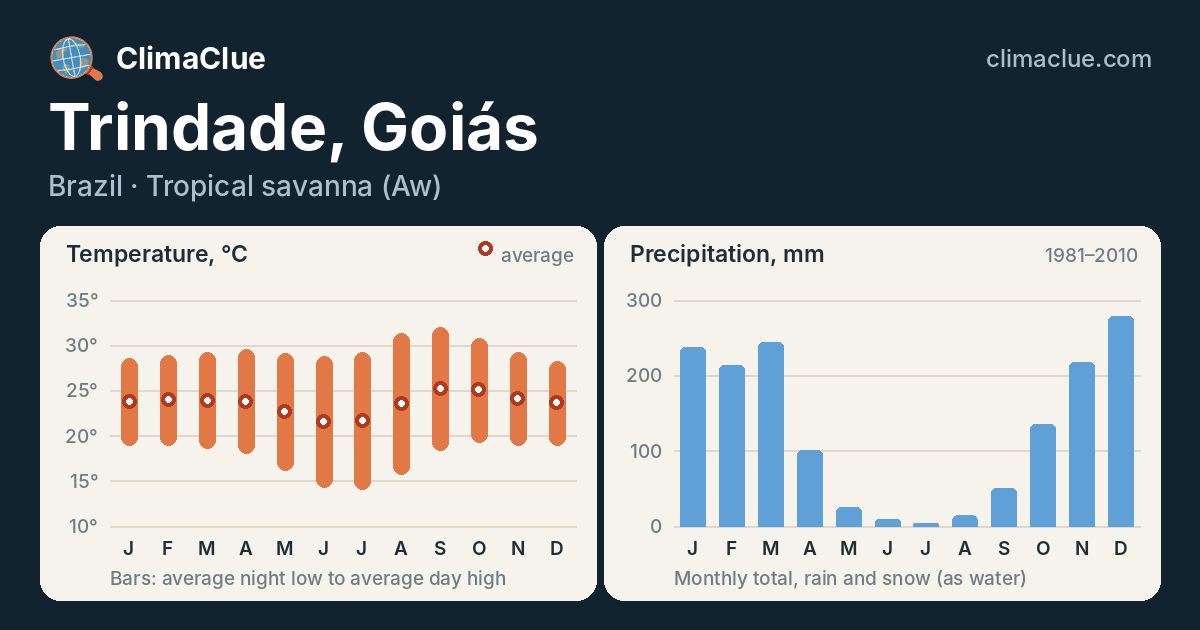 ClimaClue
climaclue.com
Trindade, Goiás
Brazil · Tropical savanna (Aw)
Temperature, °C
average
35°
30°
25°
20°
15°
10°
J F M A M J J A S O N D
Bars: average night low to average day high
Precipitation, mm
1981–2010
300
200
100
0
J F M A M J J A S O N D
Monthly total, rain and snow (as water)